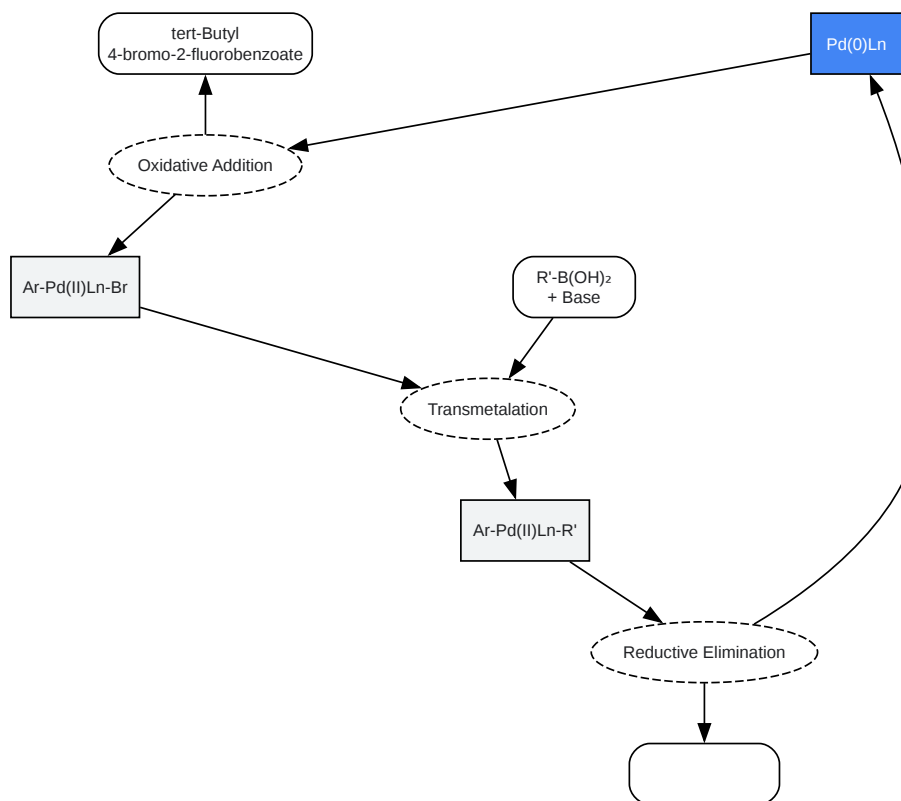 tert-Butyl
4-bromo-2-fluorobenzoate
Pd(0)Ln
Oxidative Addition
Ar-Pd(II)Ln-Br
R'-B(OH)₂
+ Base
Transmetalation
Ar-Pd(II)Ln-R'
Reductive Elimination